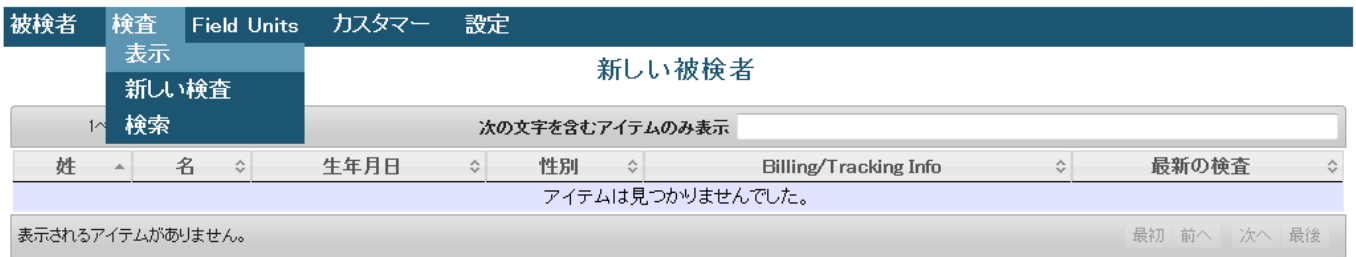 被検者 検査 Field Units カスタマー 設定
表示
新しい検査
検索
新しい被検者
1ペ
次の文字を含むアイテムのみ表示
姓 名 生年月日 性別 Billing/Tracking Info 最新の検査
アイテムは見つかりませんでした。
表示されるアイテムがありません。 最初 前へ 次へ 最後